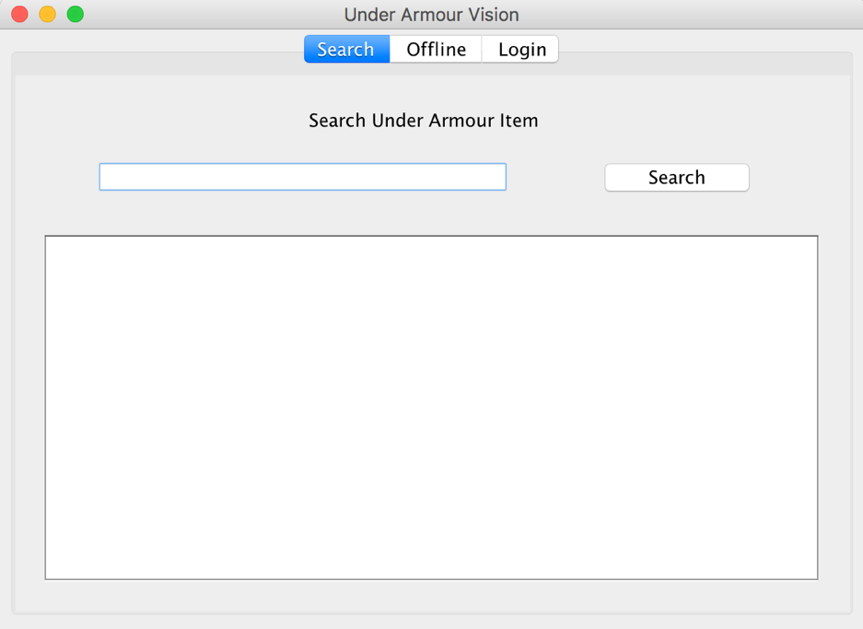 Under Armour Vision
Search Offline Login
Search Under Armour Item
Search